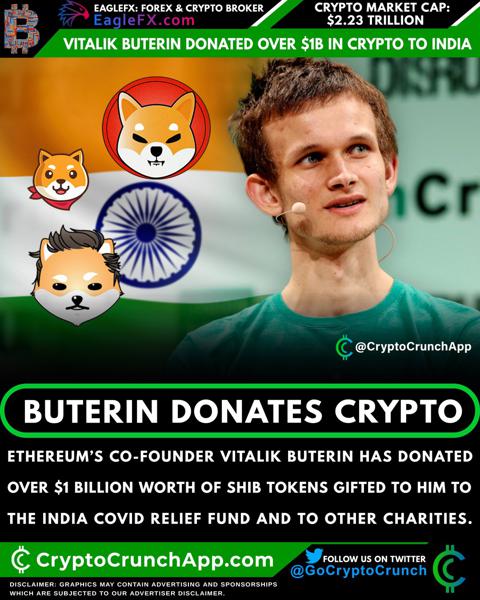 EAGLEFX: FOREX & CRYPTO BROKER
EagleFX.com
CRYPTO MARKET CAP:
$2.23 TRILLION
VITALIK BUTERIN DONATED OVER $1B IN CRYPTO TO INDIA
DISRU
Cr
@CryptoCrunchApp
BUTERIN DONATES CRYPTO
ETHEREUM'S CO-FOUNDER VITALIK BUTERIN HAS DONATED
OVER $1 BILLION WORTH OF SHIB TOKENS GIFTED TO HIM TO
THE INDIA COVID RELIEF FUND AND TO OTHER CHARITIES.
CryptoCrunchApp.com
FOLLOW US ON TWITTER
@GoCryptoCrunch
DISCLAIMER: GRAPHICS MAY CONTAIN ADVERTISING AND SPONSORSHIPS
WHICH ARE SUBJECTED TO OUR ADVERTISER DISCLAIMER.